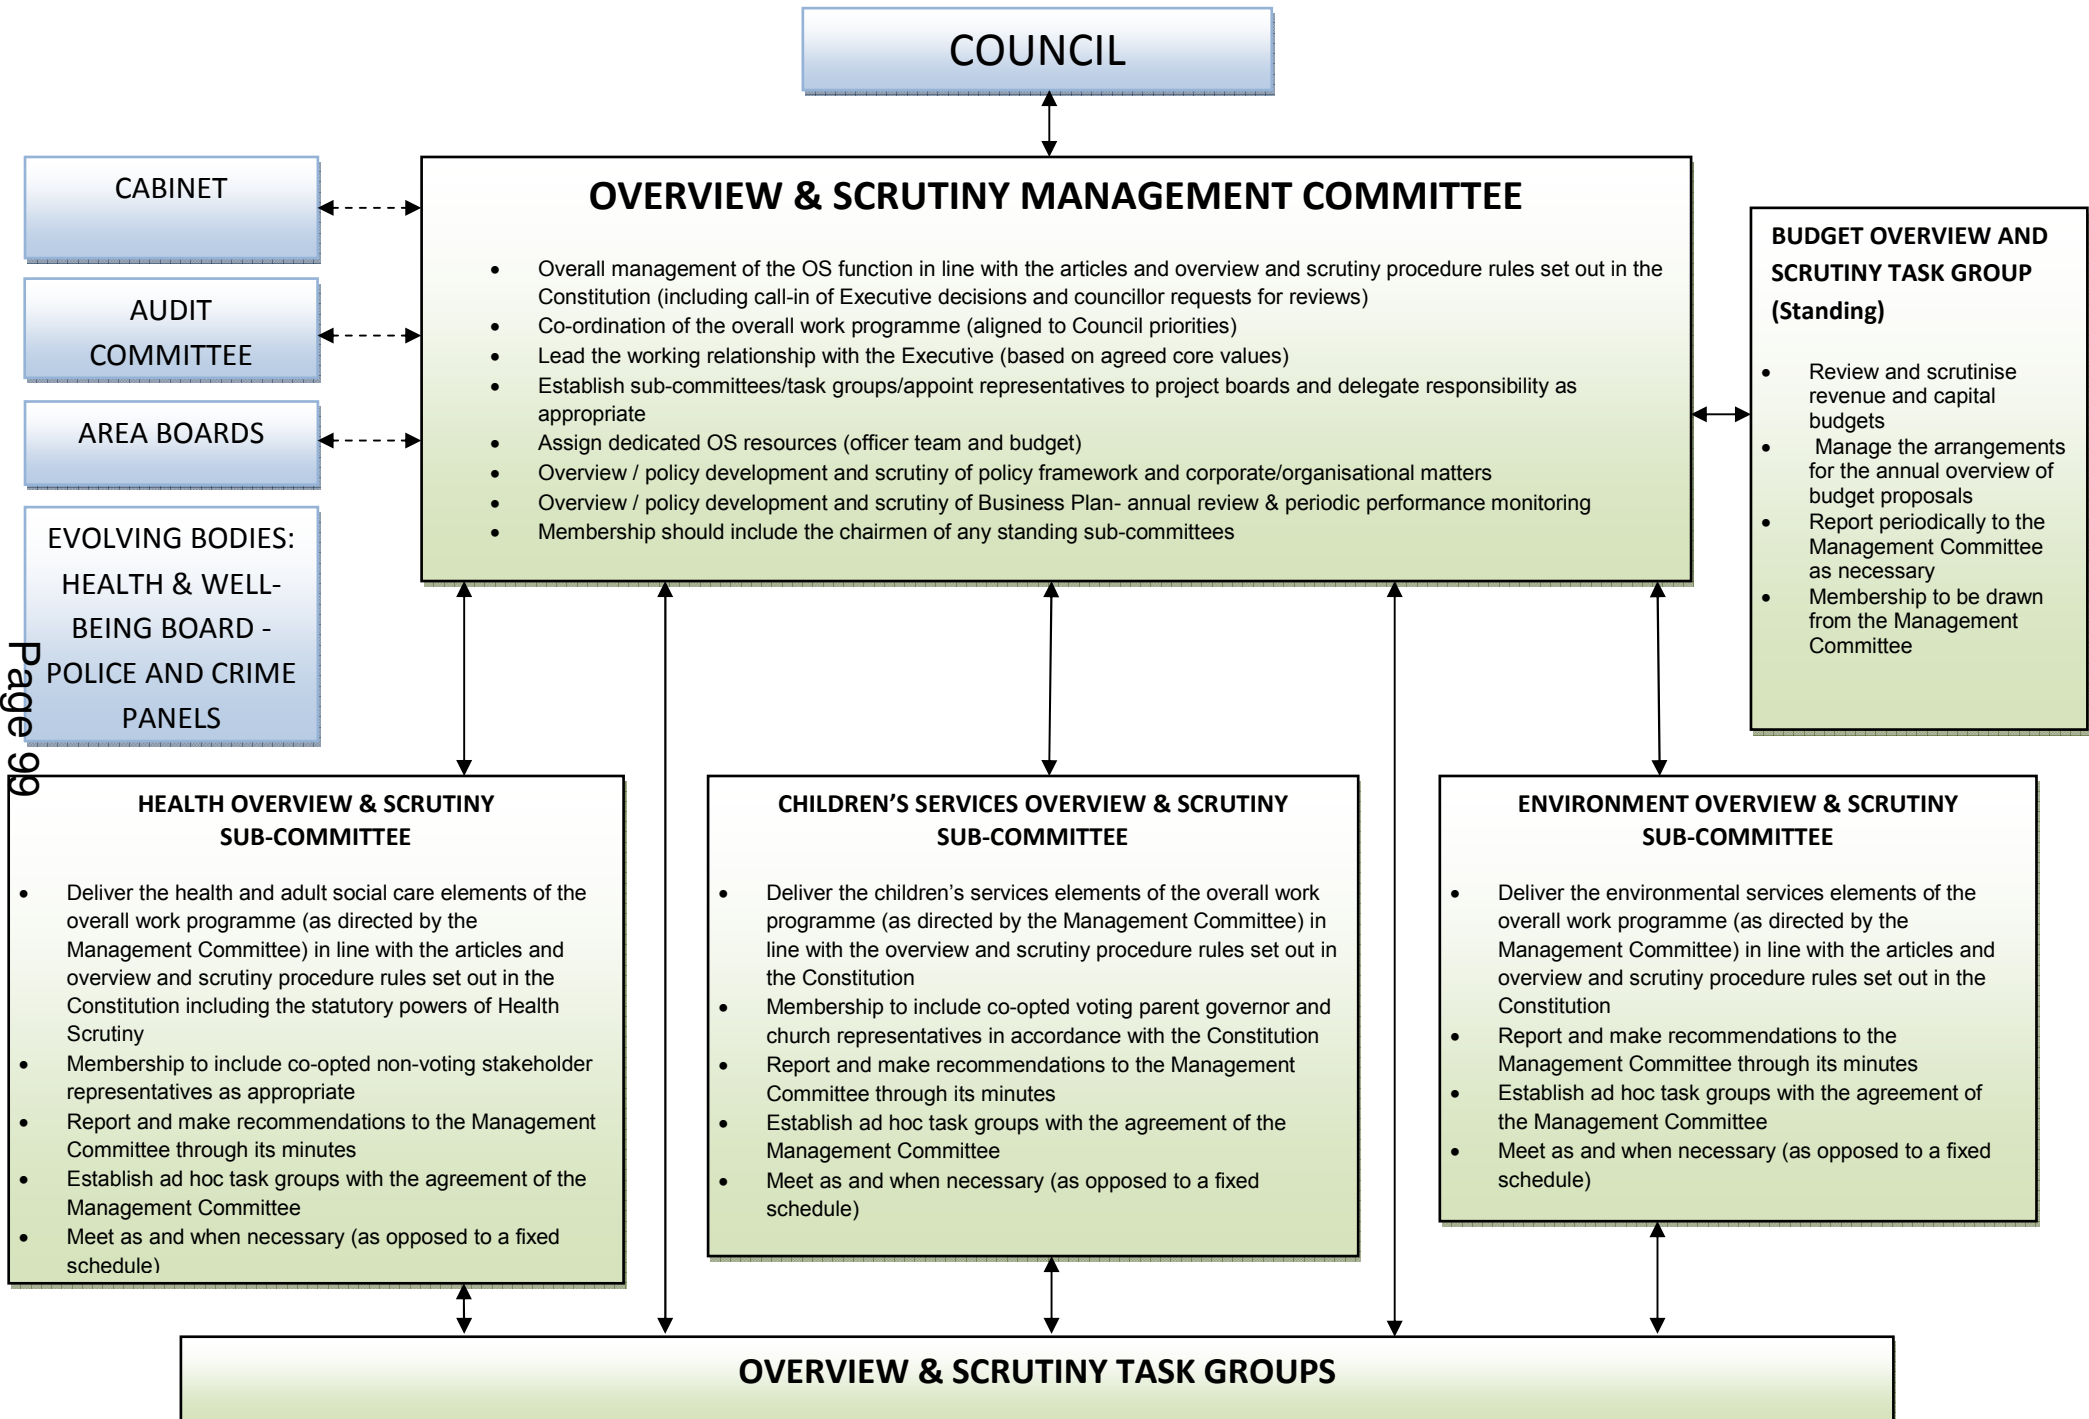 COUNCIL
CABINET
AUDIT
COMMITTEE
AREA BOARDS
EVOLVING BODIES:
HEALTH & WELL-
BEING BOARD -
POLICE AND CRIME
PANELS
Page 99
OVERVIEW & SCRUTINY MANAGEMENT COMMITTEE
• Overall management of the OS function in line with the articles and overview and scrutiny procedure rules set out in the
Constitution (including call-in of Executive decisions and councillor requests for reviews)
• Co-ordination of the overall work programme (aligned to Council priorities)
• Lead the working relationship with the Executive (based on agreed core values)
• Establish sub-committees/task groups/appoint representatives to project boards and delegate responsibility as
appropriate
• Assign dedicated OS resources (officer team and budget)
• Overview / policy development and scrutiny of policy framework and corporate/organisational matters
• Overview / policy development and scrutiny of Business Plan- annual review & periodic performance monitoring
• Membership should include the chairmen of any standing sub-committees
BUDGET OVERVIEW AND
SCRUTINY TASK GROUP
(Standing)
• Review and scrutinise
revenue and capital
budgets
• Manage the arrangements
for the annual overview of
budget proposals
• Report periodically to the
Management Committee
as necessary
• Membership to be drawn
from the Management
Committee
HEALTH OVERVIEW & SCRUTINY
SUB-COMMITTEE
• Deliver the health and adult social care elements of the
overall work programme (as directed by the
Management Committee) in line with the articles and
overview and scrutiny procedure rules set out in the
Constitution including the statutory powers of Health
Scrutiny
• Membership to include co-opted non-voting stakeholder
representatives as appropriate
• Report and make recommendations to the Management
Committee through its minutes
• Establish ad hoc task groups with the agreement of the
Management Committee
• Meet as and when necessary (as opposed to a fixed
schedule)
CHILDREN’S SERVICES OVERVIEW & SCRUTINY
SUB-COMMITTEE
• Deliver the children’s services elements of the overall work
programme (as directed by the Management Committee) in
line with the overview and scrutiny procedure rules set out in
the Constitution
• Membership to include co-opted voting parent governor and
church representatives in accordance with the Constitution
• Report and make recommendations to the Management
Committee through its minutes
• Establish ad hoc task groups with the agreement of the
Management Committee
• Meet as and when necessary (as opposed to a fixed
schedule)
ENVIRONMENT OVERVIEW & SCRUTINY
SUB-COMMITTEE
• Deliver the environmental services elements of the
overall work programme (as directed by the
Management Committee) in line with the articles and
overview and scrutiny procedure rules set out in the
Constitution
• Report and make recommendations to the
Management Committee through its minutes
• Establish ad hoc task groups with the agreement of
the Management Committee
• Meet as and when necessary (as opposed to a fixed
schedule)
OVERVIEW & SCRUTINY TASK GROUPS